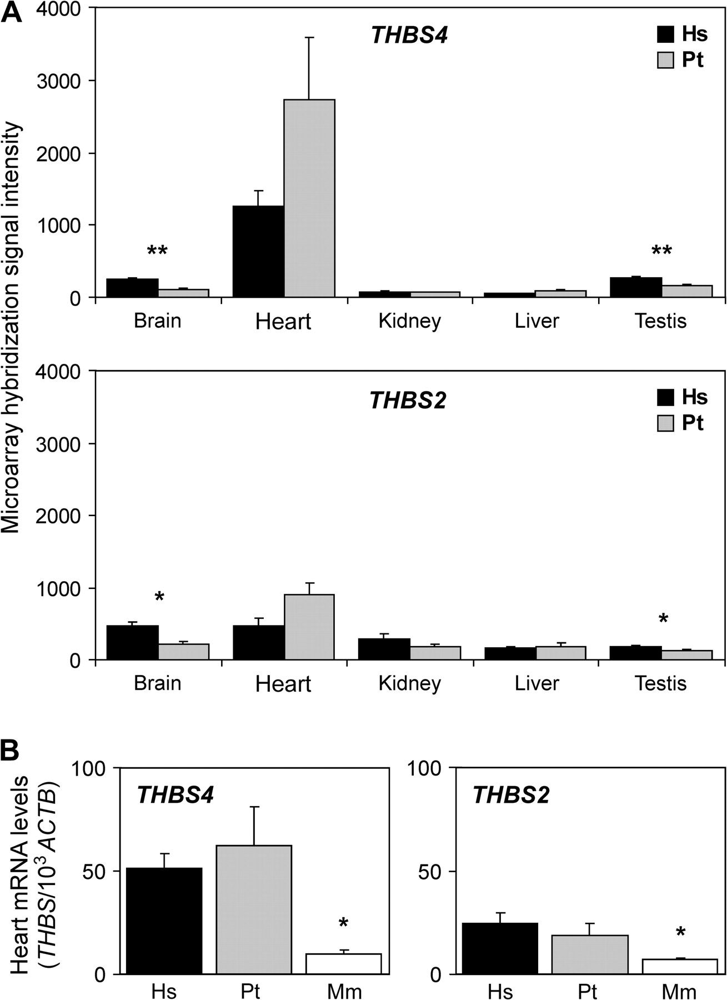 A
Microarray hybridization signal intensity
4000
3000
2000
1000
0
THBS4
Hs
Pt
**
**
Brain Heart Kidney Liver Testis
4000
3000
2000
1000
0
THBS2
Hs
Pt
*
*
Brain Heart Kidney Liver Testis
B
Heart mRNA levels
(THBS/10³ ACTB)
100
50
0
THBS4
*
Hs Pt Mm
100
50
0
THBS2
*
Hs Pt Mm